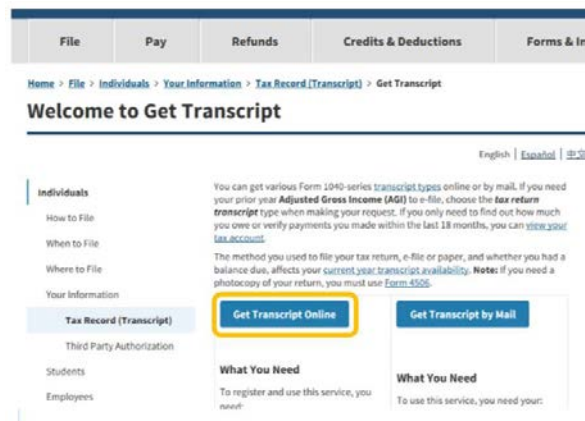 File Pay Refunds Credits & Deductions Forms & In
Home > File > Individuals > Your Information > Tax Record (Transcript) > Get Transcript
Welcome to Get Transcript
English | Español | 中文
Individuals
How to File
When to File
Where to File
Your Information
Tax Record (Transcript)
Third Party Authorization
Students
Employees
You can get various Form 1040-series transcript types online or by mail. If you need
your prior year Adjusted Gross Income (AGI) to e-file, choose the tax return
transcript type when making your request. If you only need to find out how much
you owe or verify payments you made within the last 18 months, you can view your
tax account.
The method you used to file your tax return, e-file or paper, and whether you had a
balance due, affects your current year transcript availability. Note: If you need a
photocopy of your return, you must use Form 4506.
Get Transcript Online
What You Need
To register and use this service, you
need:
Get Transcript by Mail
What You Need
To use this service, you need your: